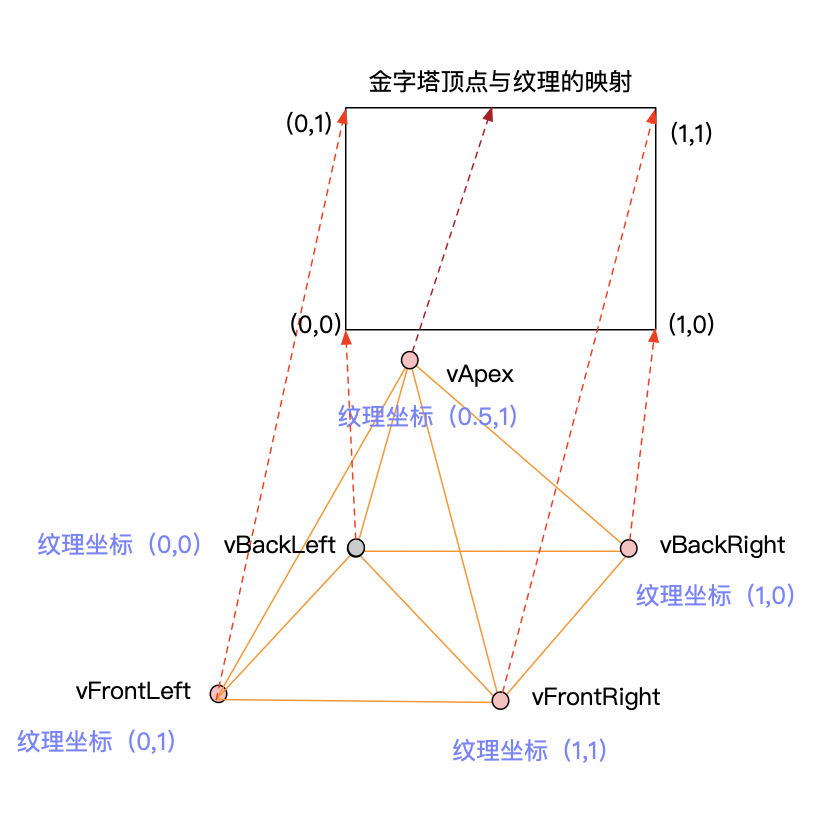 金字塔顶点与纹理的映射
(0,1)
(1,1)
(0,0)
(1,0)
vApex
纹理坐标（0.5,1）
纹理坐标（0,0）
vBackLeft
vBackRight
纹理坐标（1,0）
vFrontLeft
vFrontRight
纹理坐标（0,1）
纹理坐标（1,1）